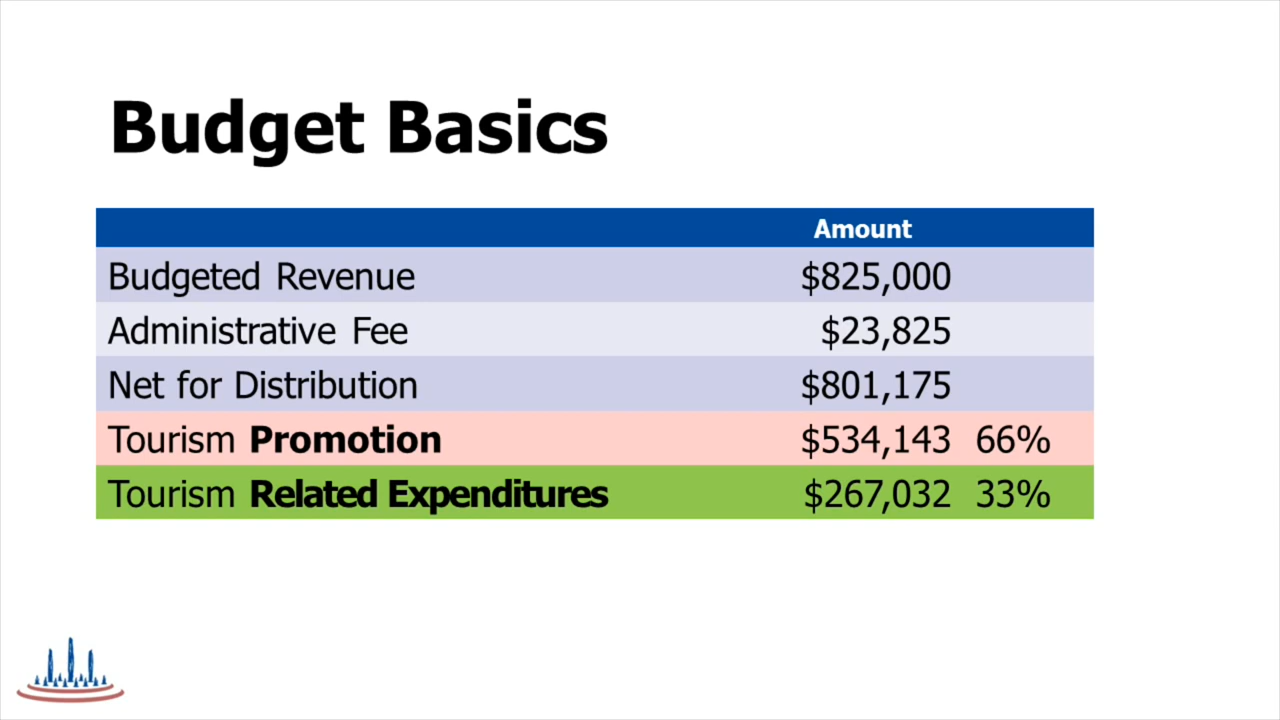 Budget Basics
Amount
Budgeted Revenue $825,000
Administrative Fee $23,825
Net for Distribution $801,175
Tourism Promotion $534,143 66%
Tourism Related Expenditures $267,032 33%